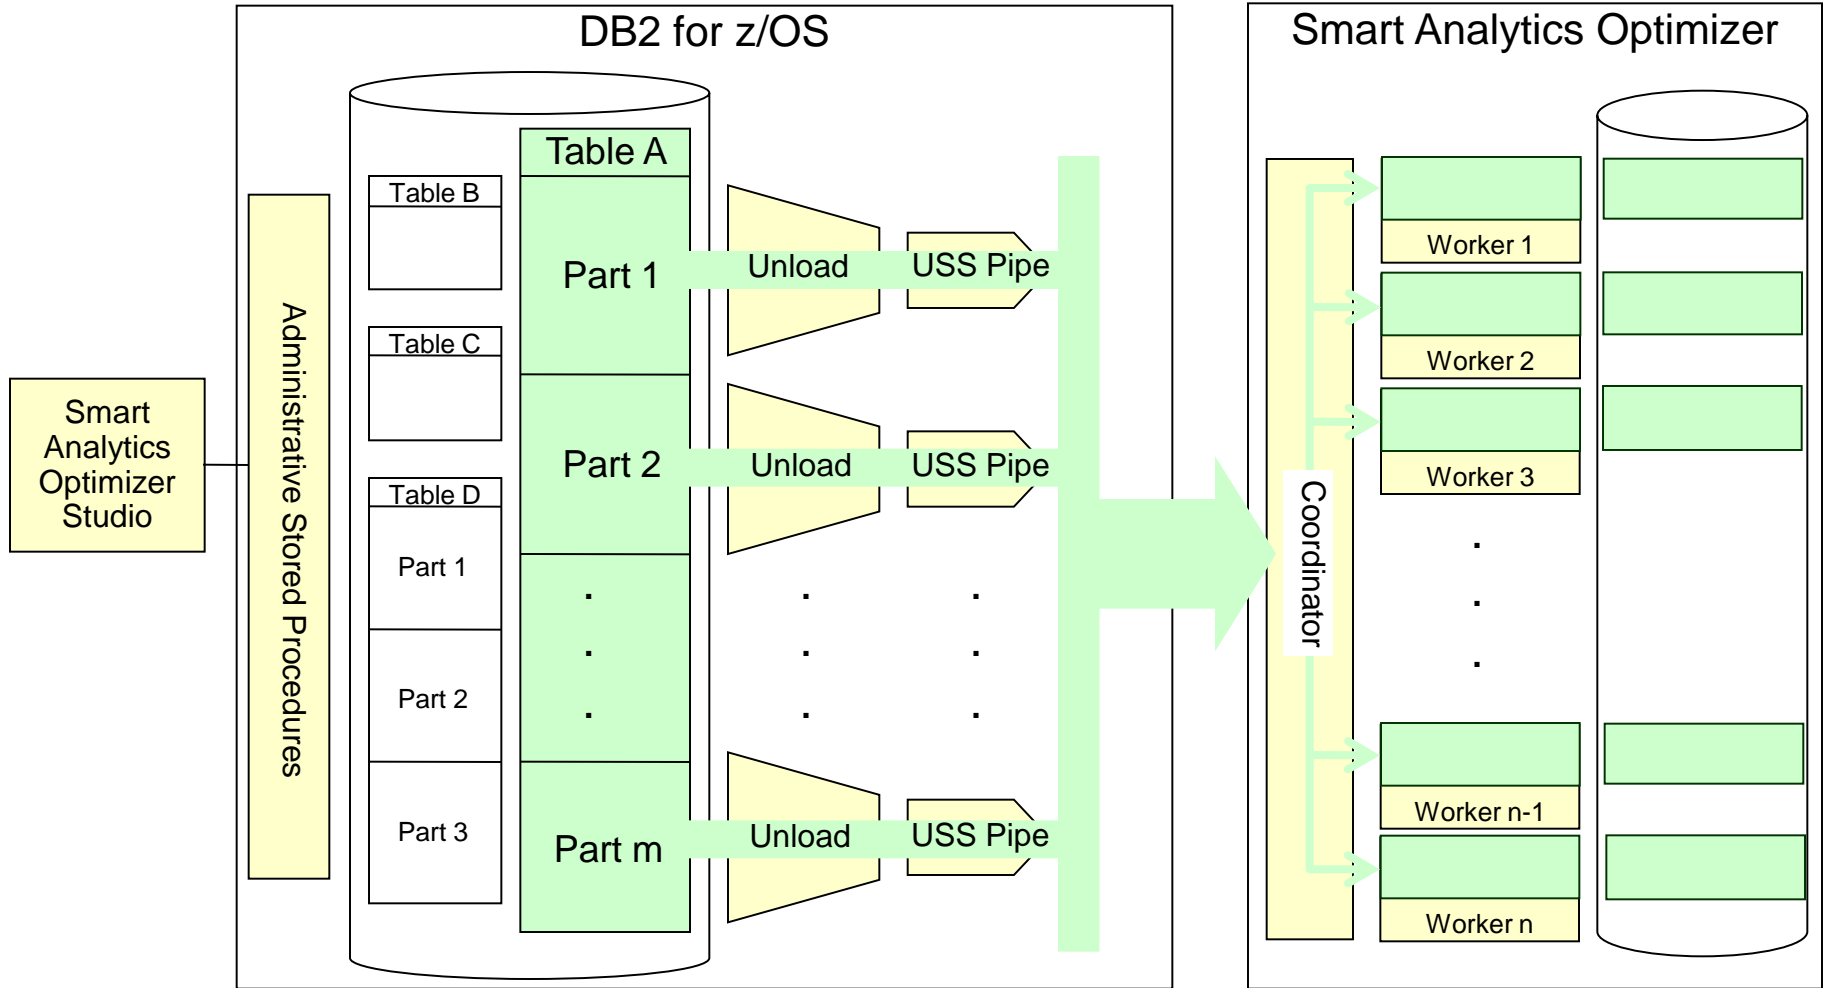 DB2 for z/OS
Smart Analytics Optimizer
Smart
Analytics
Optimizer
Studio
Administrative Stored Procedures
Table B
Table C
Table D
Part 1
Part 2
Part 3
Table A
Part 1
Part 2
.
.
.
Part m
Unload
USS Pipe
Unload
USS Pipe
.
.
.
.
.
.
Unload
USS Pipe
Coordinator
Worker 1
Worker 2
Worker 3
.
.
.
Worker n-1
Worker n